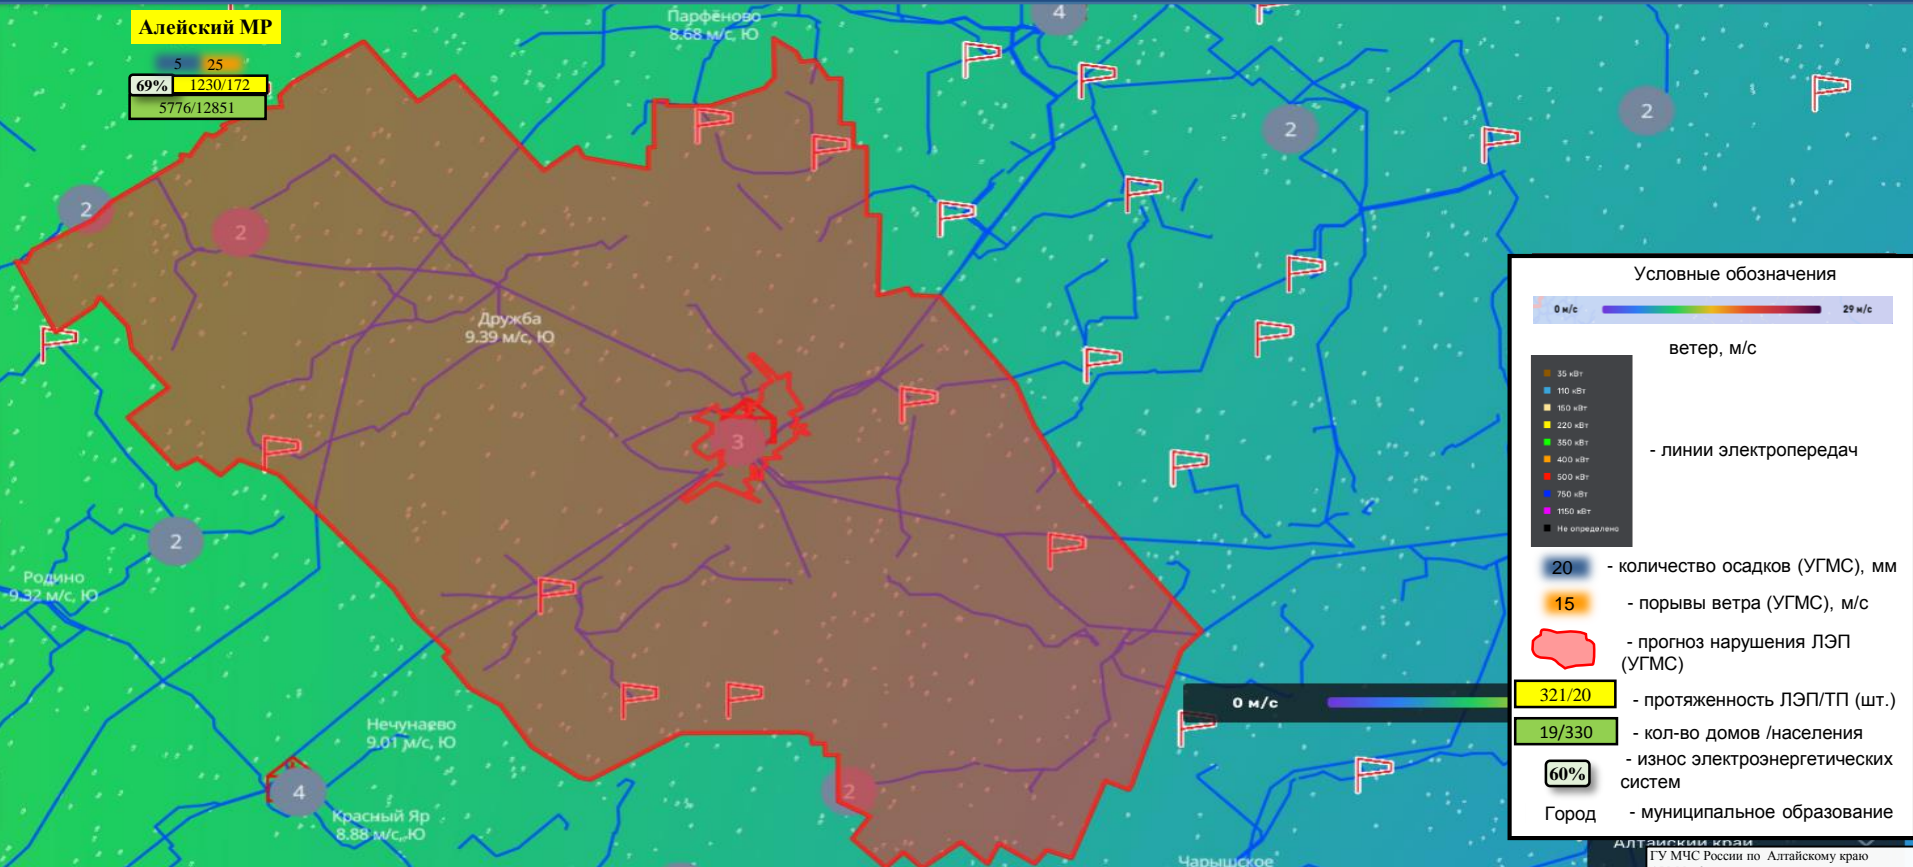 Алейский МР
5 25
69% 1230/172
5776/12851
Парфёново
8.68 м/с, Ю
4
2
2
2
2
Дружба
9.39 м/с, Ю
3
2
Родино
9.32 м/с, Ю
Нечунаево
9.01 м/с, Ю
4
Красный Яр
8.88 м/с, Ю
2
Чарышское
0 м/с
Условные обозначения
0 м/с 29 м/с
ветер, м/с
35 кВт
110 кВт
150 кВт
220 кВт
350 кВт
400 кВт
500 кВт
750 кВт
1150 кВт
Не определено
- линии электропередач
20 - количество осадков (УГМС), мм
15 - порывы ветра (УГМС), м/с
- прогноз нарушения ЛЭП
(УГМС)
321/20 - протяженность ЛЭП/ТП (шт.)
19/330 - кол-во домов /населения
60% - износ электроэнергетических
систем
Город - муниципальное образование
Алтайский край
ГУ МЧС России по Алтайскому краю